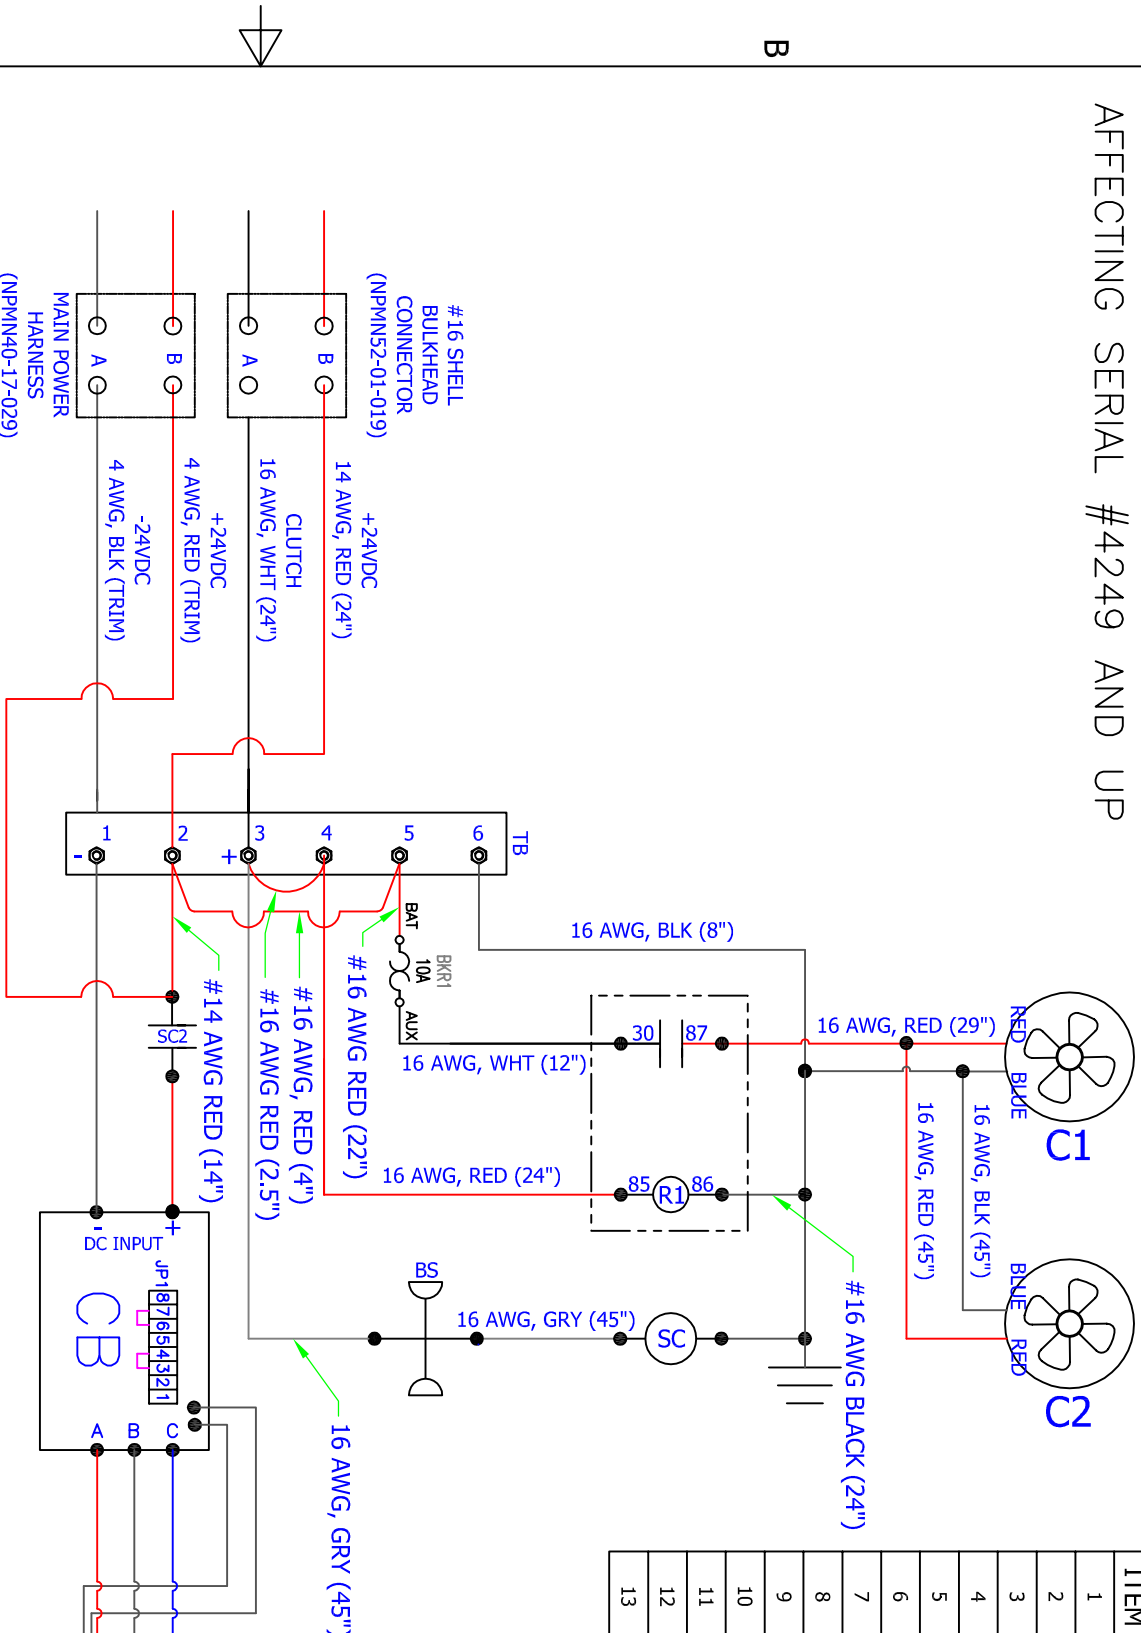 B
AFFECTING SERIAL #4249 AND UP
#16 SHELL
BULKHEAD
CONNECTOR
(NPMN52-01-019)
B
A
MAIN POWER
HARNESS
(NPMN40-17-029)
B
A
+24VDC
14 AWG, RED (24")
CLUTCH
16 AWG, WHT (24")
+24VDC
4 AWG, RED (TRIM)
-24VDC
4 AWG, BLK (TRIM)
TB
1
2
3
4
5
6
-
+
BAT
BKR1
10A
AUX
16 AWG, BLK (8")
16 AWG, WHT (12")
30
87
16 AWG, RED (29")
RED
BLUE
C1
16 AWG, RED (45")
16 AWG, BLK (45")
BLUE
RED
C2
16 AWG, RED (24")
85
R1
86
#16 AWG RED (22")
#16 AWG, RED (4")
#16 AWG RED (2.5")
#14 AWG RED (14")
SC2
#16 AWG BLACK (24")
BS
16 AWG, GRY (45")
SC
16 AWG, GRY (45")
-
+
DC INPUT
CB
JP1
8 7 6 5 4 3 2 1
A B C
ITEM
1
2
3
4
5
6
7
8
9
10
11
12
13